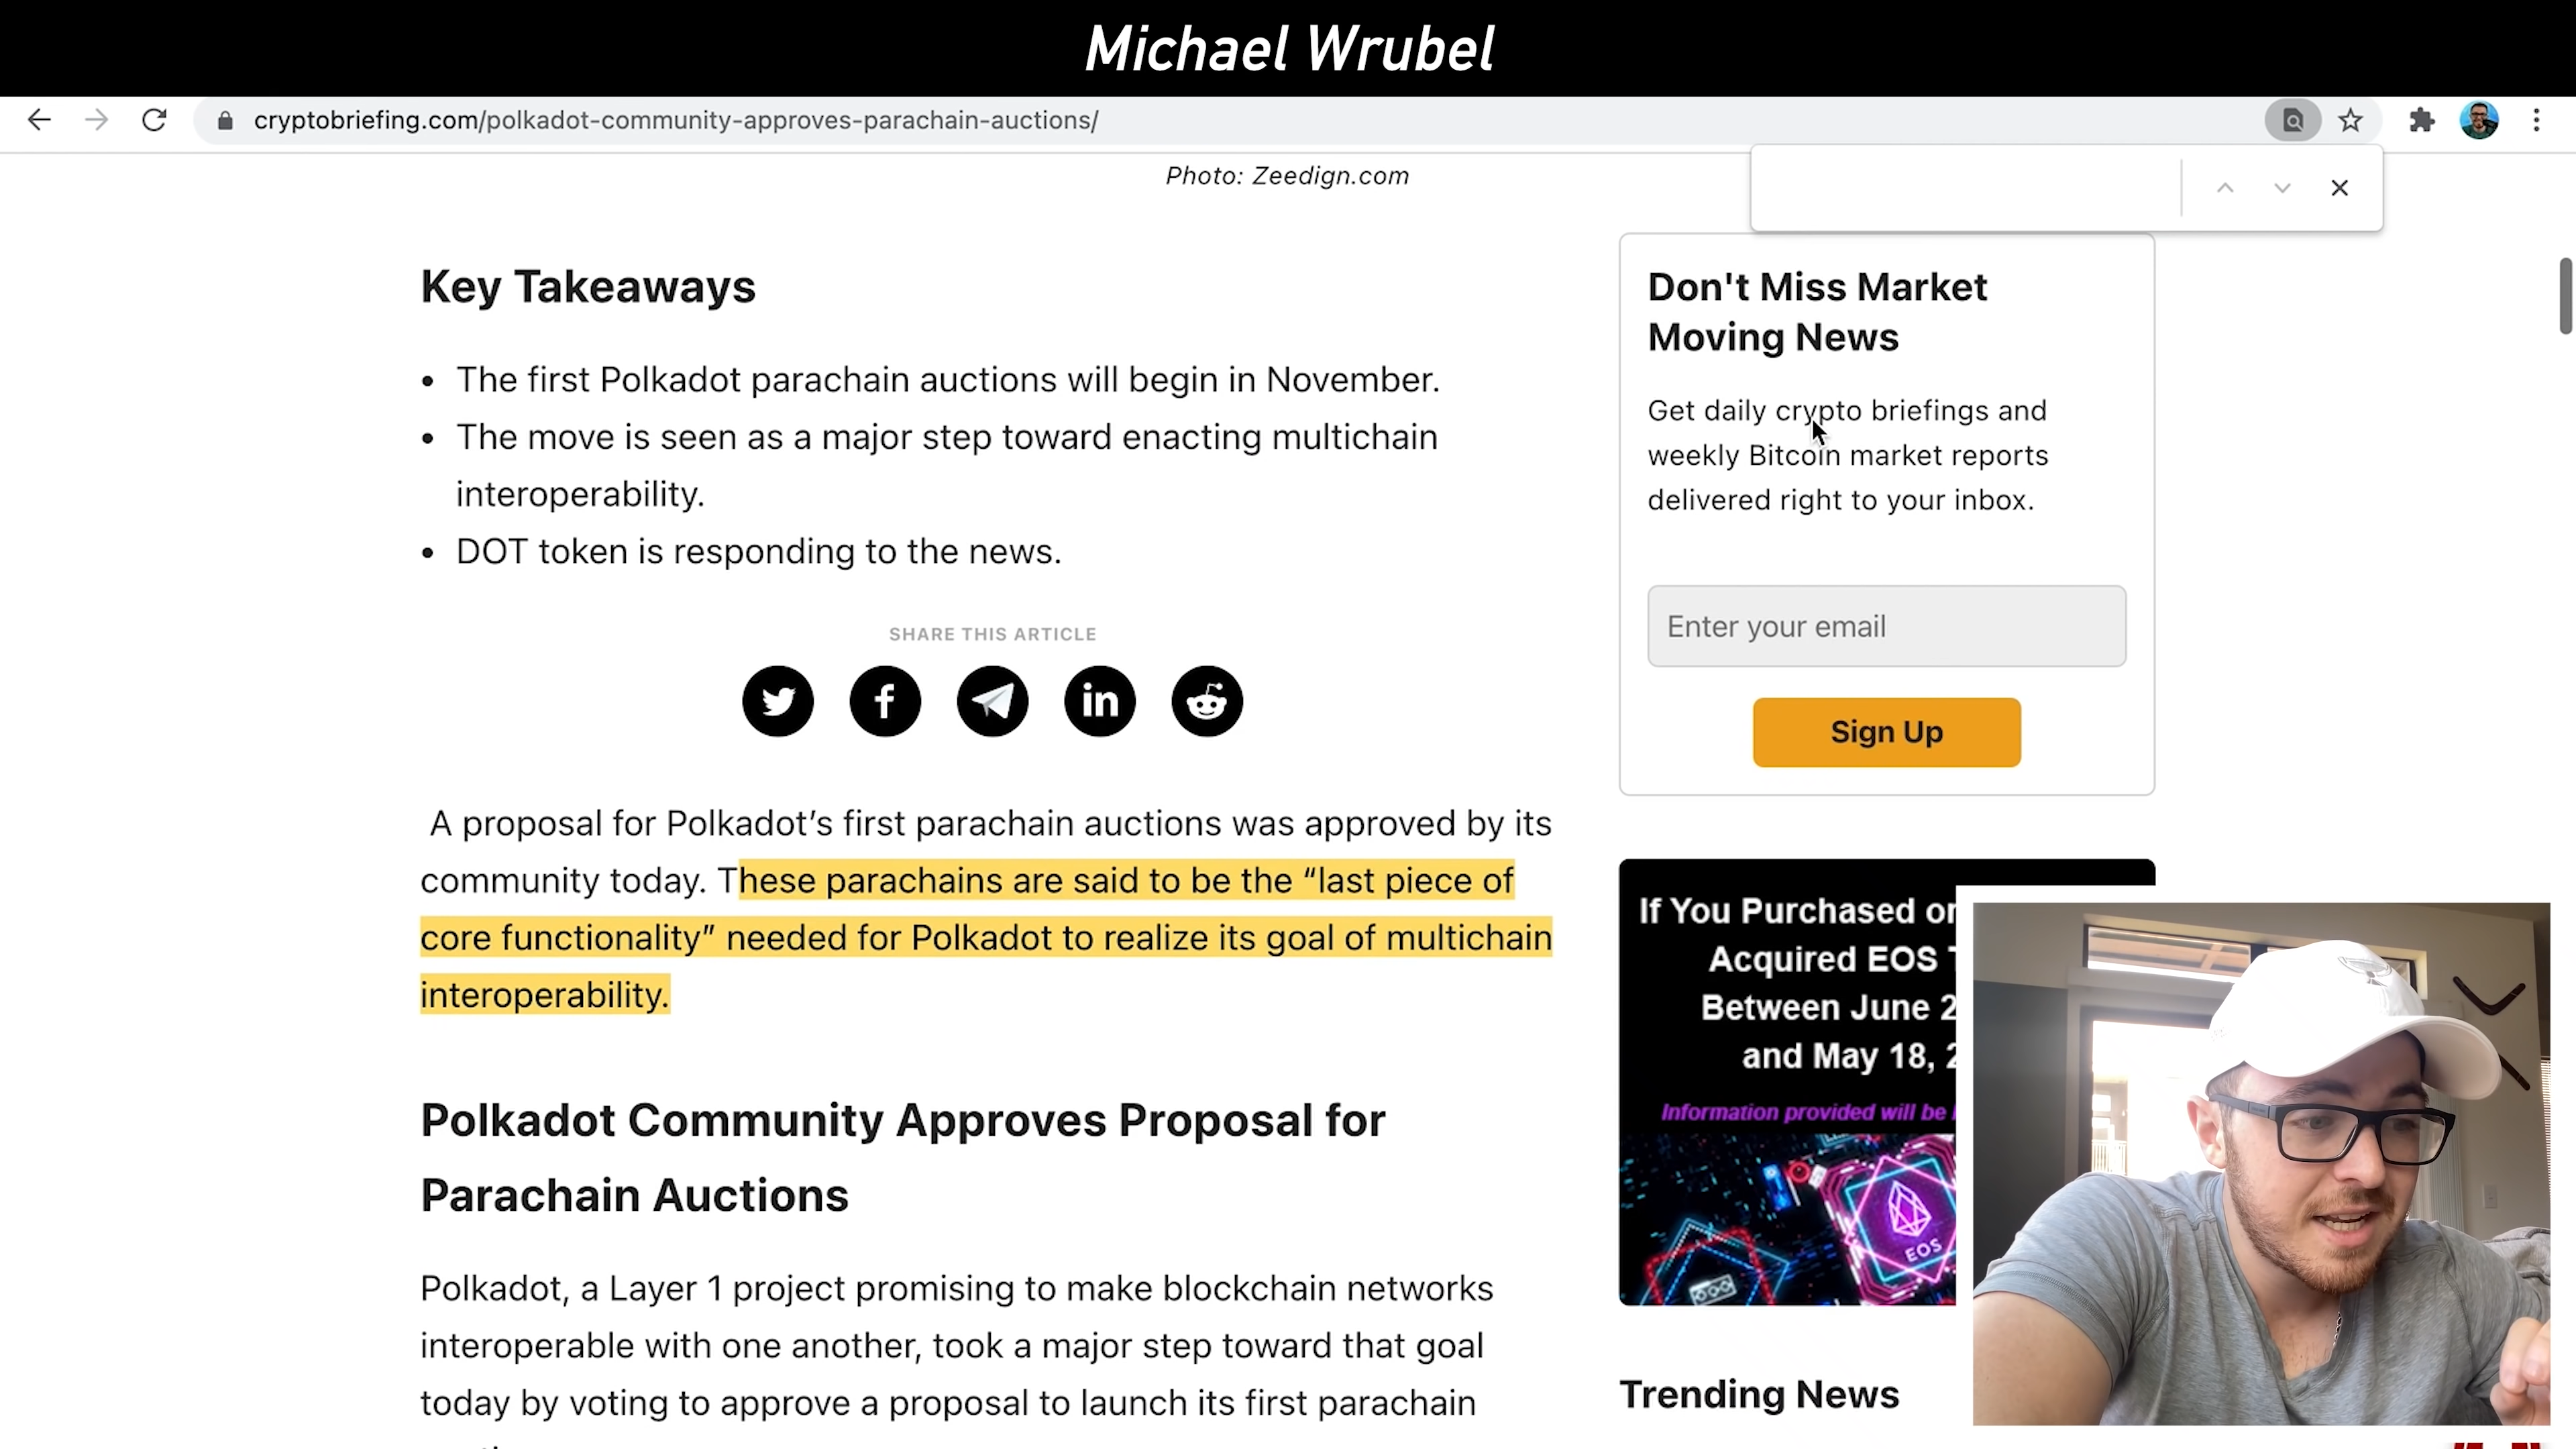 Michael Wrubel
cryptobriefing.com/polkadot-community-approves-parachain-auctions/
Photo: Zeedign.com
Key Takeaways
• The first Polkadot parachain auctions will begin in November.
• The move is seen as a major step toward enacting multichain
interoperability.
• DOT token is responding to the news.
SHARE THIS ARTICLE
A proposal for Polkadot’s first parachain auctions was approved by its
community today. These parachains are said to be the “last piece of
core functionality” needed for Polkadot to realize its goal of multichain
interoperability.
Polkadot Community Approves Proposal for
Parachain Auctions
Polkadot, a Layer 1 project promising to make blockchain networks
interoperable with one another, took a major step toward that goal
today by voting to approve a proposal to launch its first parachain
Don't Miss Market
Moving News
Get daily crypto briefings and
weekly Bitcoin market reports
delivered right to your inbox.
Enter your email
Sign Up
If You Purchased or
Acquired EOS
Between June
and May 18,
Information provided will be
EOS
Trending News